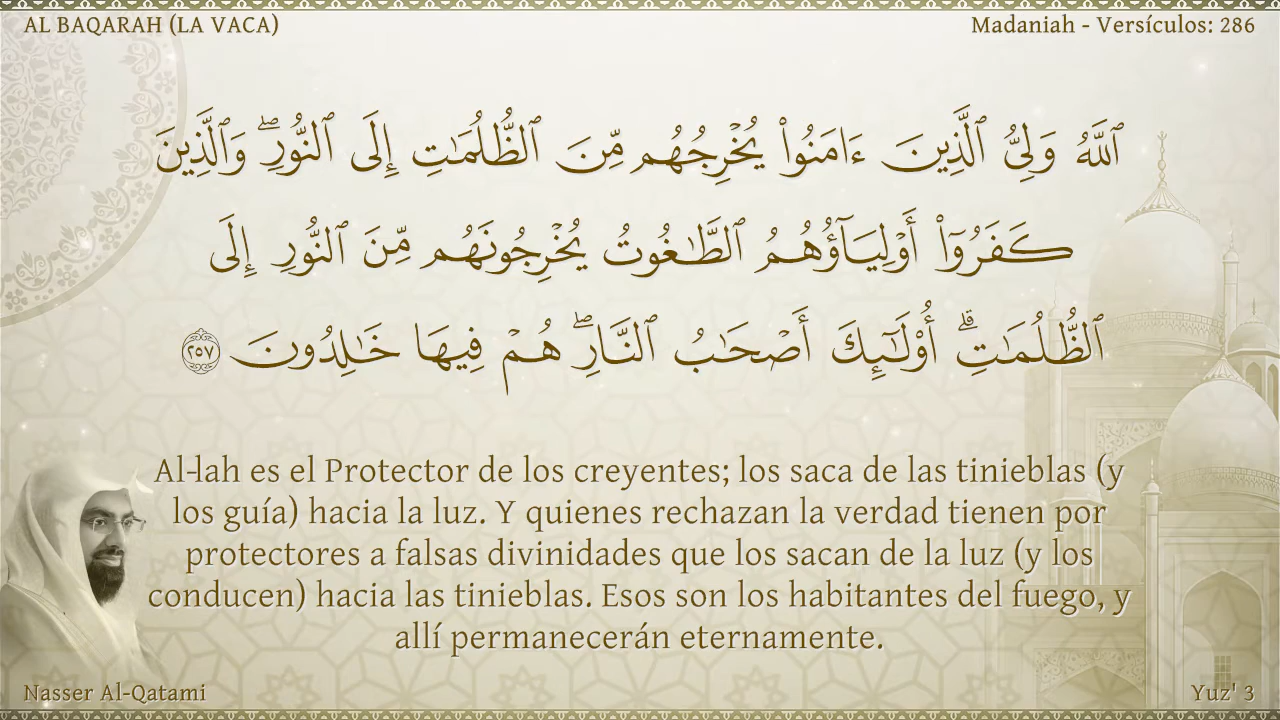 AL BAQARAH (LA VACA)
Madaniah - Versículos: 286
ٱللَّهُ وَلِىُّ ٱلَّذِينَ ءَامَنُوا۟ يُخْرِجُهُم مِّنَ ٱلظُّلُمَـٰتِ إِلَى ٱلنُّورِ ۖ وَٱلَّذِينَ
كَفَرُوٓا۟ أَوْلِيَآؤُهُمُ ٱلطَّـٰغُوتُ يُخْرِجُونَهُم مِّنَ ٱلنُّورِ إِلَى
ٱلظُّلُمَـٰتِ ۗ أُو۟لَـٰٓئِكَ أَصْحَـٰبُ ٱلنَّارِ ۖ هُمْ فِيهَا خَـٰلِدُونَ ٢٥٧
Al-lah es el Protector de los creyentes; los saca de las tinieblas (y
los guía) hacia la luz. Y quienes rechazan la verdad tienen por
protectores a falsas divinidades que los sacan de la luz (y los
conducen) hacia las tinieblas. Esos son los habitantes del fuego, y
allí permanecerán eternamente.
Nasser Al-Qatami
Yuz' 3